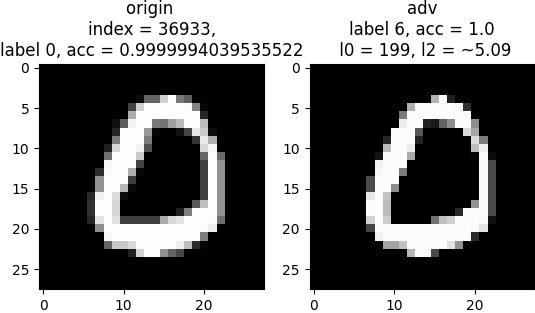 origin
index = 36933,
label 0, acc = 0.9999994039535522
adv
label 6, acc = 1.0
l0 = 199, l2 = ~5.09
0
5
10
15
20
25
0 10 20
0
5
10
15
20
25
0 10 20